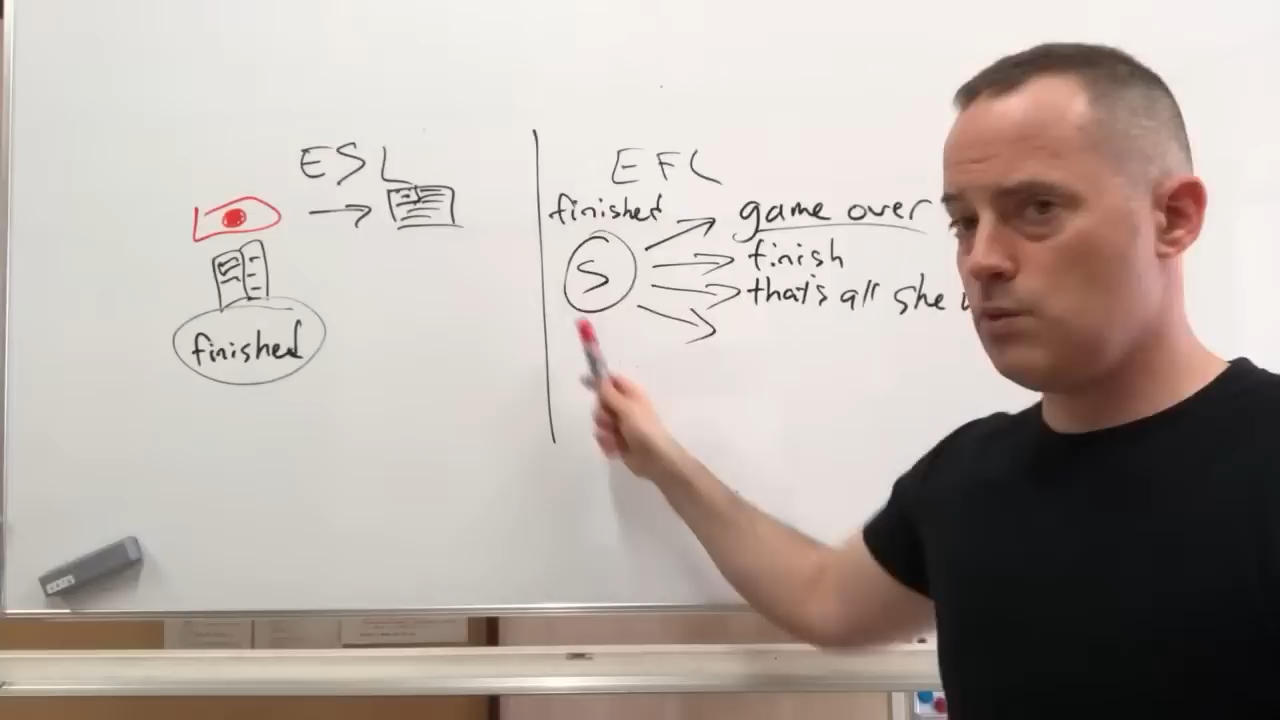 ESL
finished
EFL
finished
S
game over
finish
that's all she